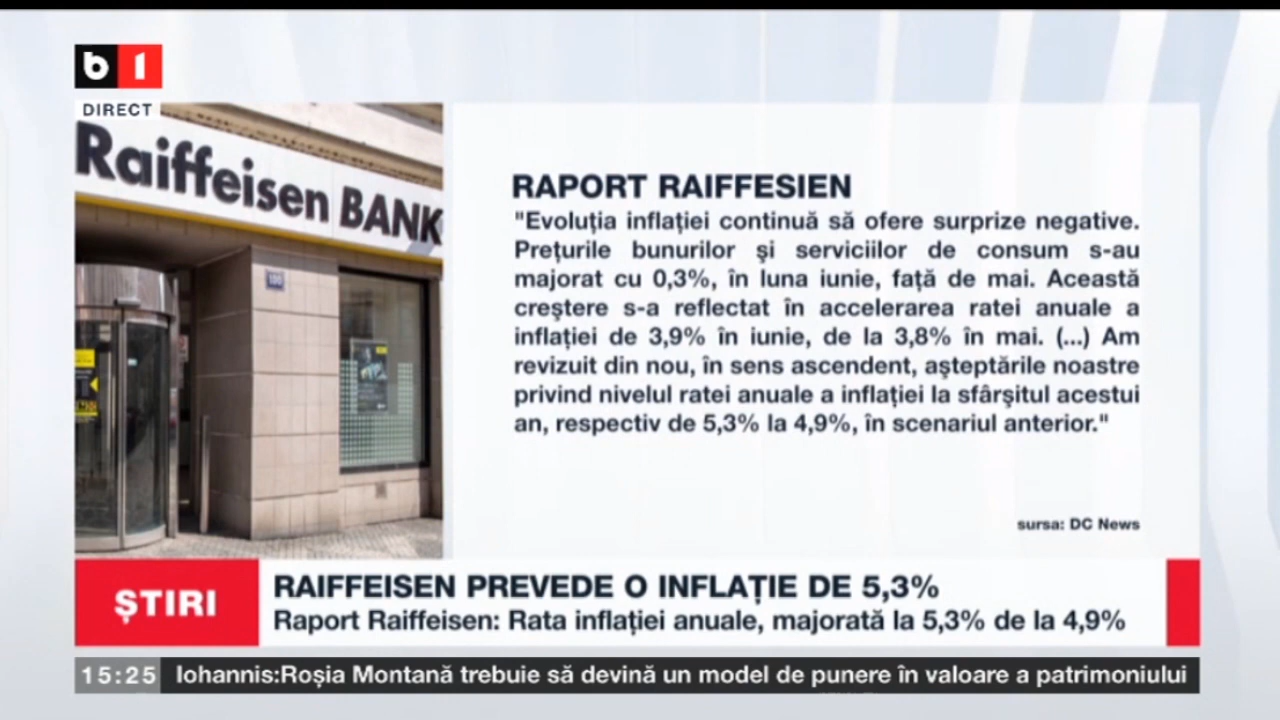 b1
DIRECT
Raiffeisen BANK
RAPORT RAIFFESIEN
"Evoluția inflației continuă să ofere surprize negative.
Prețurile bunurilor și serviciilor de consum s-au
majorat cu 0,3%, în luna iunie, față de mai. Această
creștere s-a reflectat în accelerarea ratei anuale a
inflației de 3,9% în iunie, de la 3,8% în mai. (...) Am
revizuit din nou, în sens ascendent, așteptările noastre
privind nivelul ratei anuale a inflației la sfârșitul acestui
an, respectiv de 5,3% la 4,9%, în scenariul anterior."
sursa: DC News
ȘTIRI
RAIFFEISEN PREVEDE O INFLAȚIE DE 5,3%
Raport Raiffeisen: Rata inflației anuale, majorată la 5,3% de la 4,9%
15:25
Iohannis:Roșia Montană trebuie să devină un model de punere în valoare a patrimoniului